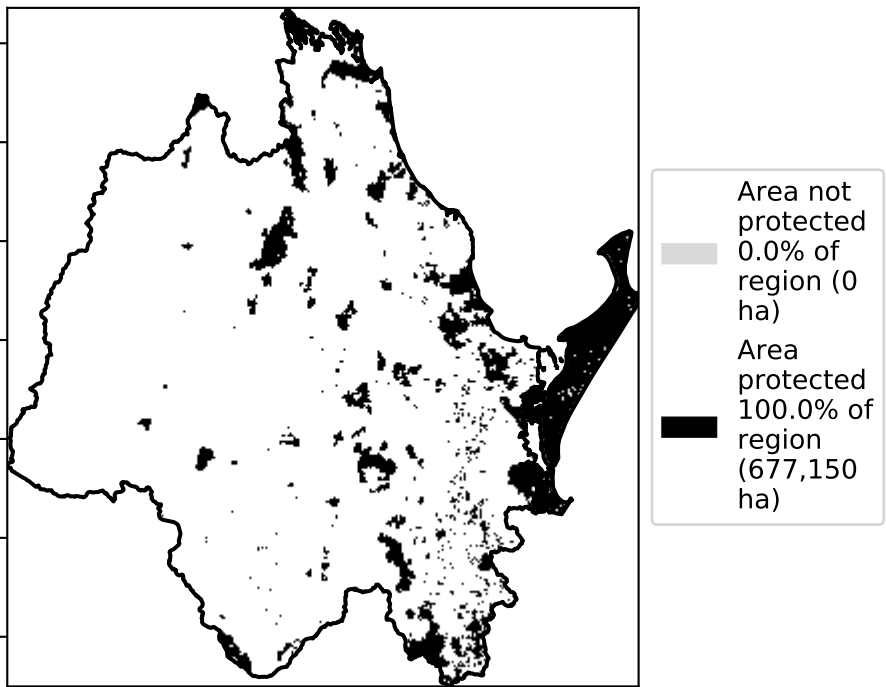 Area not
protected
0.0% of
region (0
ha)
Area
protected
100.0% of
region
(677,150
ha)